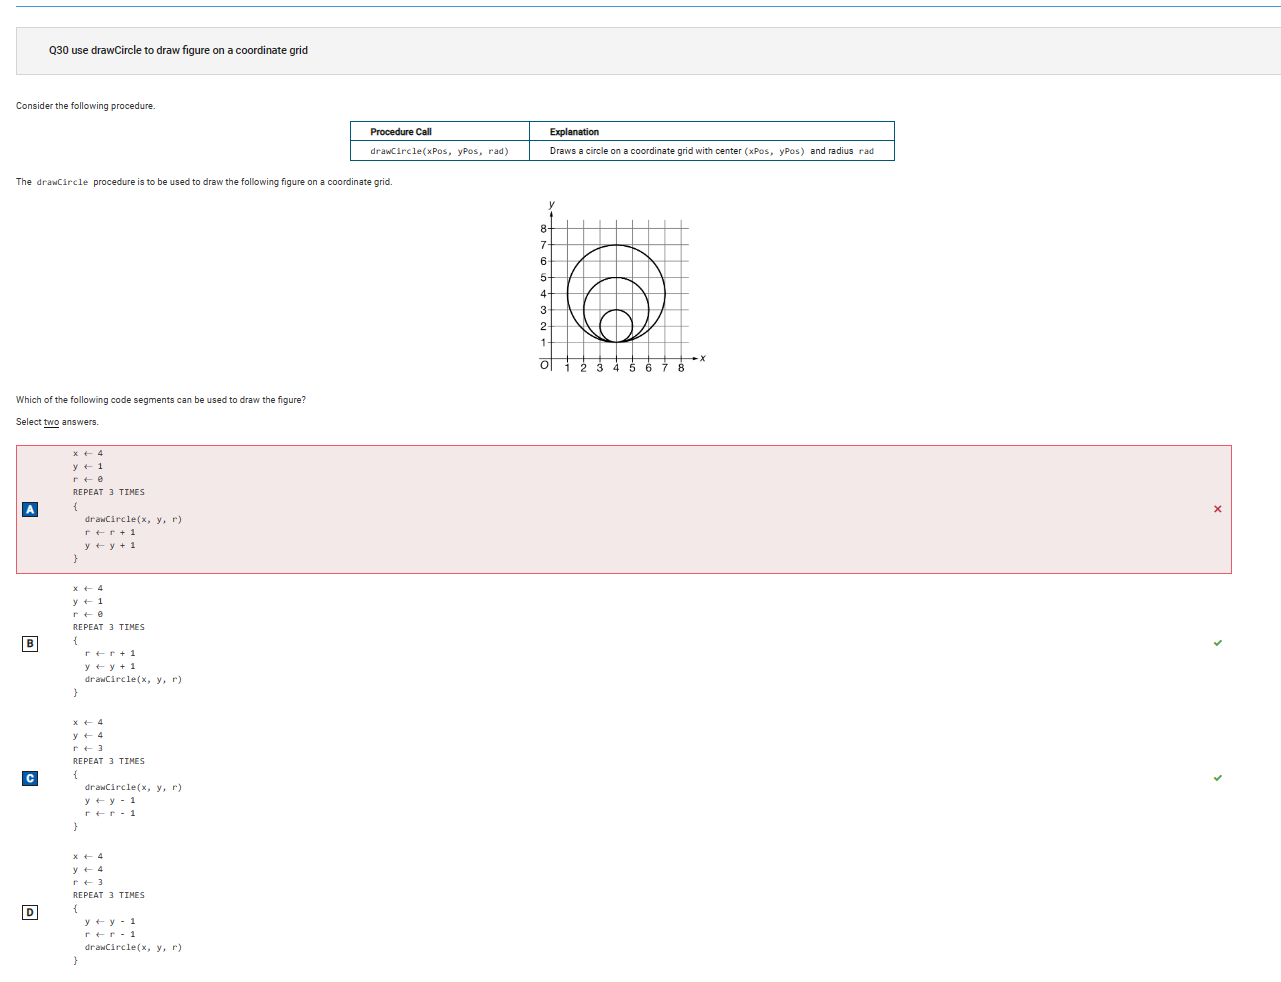 Q30 use drawCircle to draw figure on a coordinate grid
Consider the following procedure.
Procedure Call Explanation
drawCircle(xPos, yPos, rad) Draws a circle on a coordinate grid with center (xPos, yPos) and radius rad
The drawCircle procedure is to be used to draw the following figure on a coordinate grid.
y
8
7
6
5
4
3
2
1
O 1 2 3 4 5 6 7 8 x
Which of the following code segments can be used to draw the figure?
Select two answers.
x ← 4
y ← 1
r ← 0
REPEAT 3 TIMES
{
A
drawCircle(x, y, r)
r ← r + 1
y ← y + 1
}
x ← 4
y ← 1
r ← 0
REPEAT 3 TIMES
{
B
r ← r + 1
y ← y + 1
drawCircle(x, y, r)
}
x ← 4
y ← 4
r ← 3
REPEAT 3 TIMES
{
C
drawCircle(x, y, r)
y ← y - 1
r ← r - 1
}
x ← 4
y ← 4
r ← 3
REPEAT 3 TIMES
{
D
y ← y - 1
r ← r - 1
drawCircle(x, y, r)
}